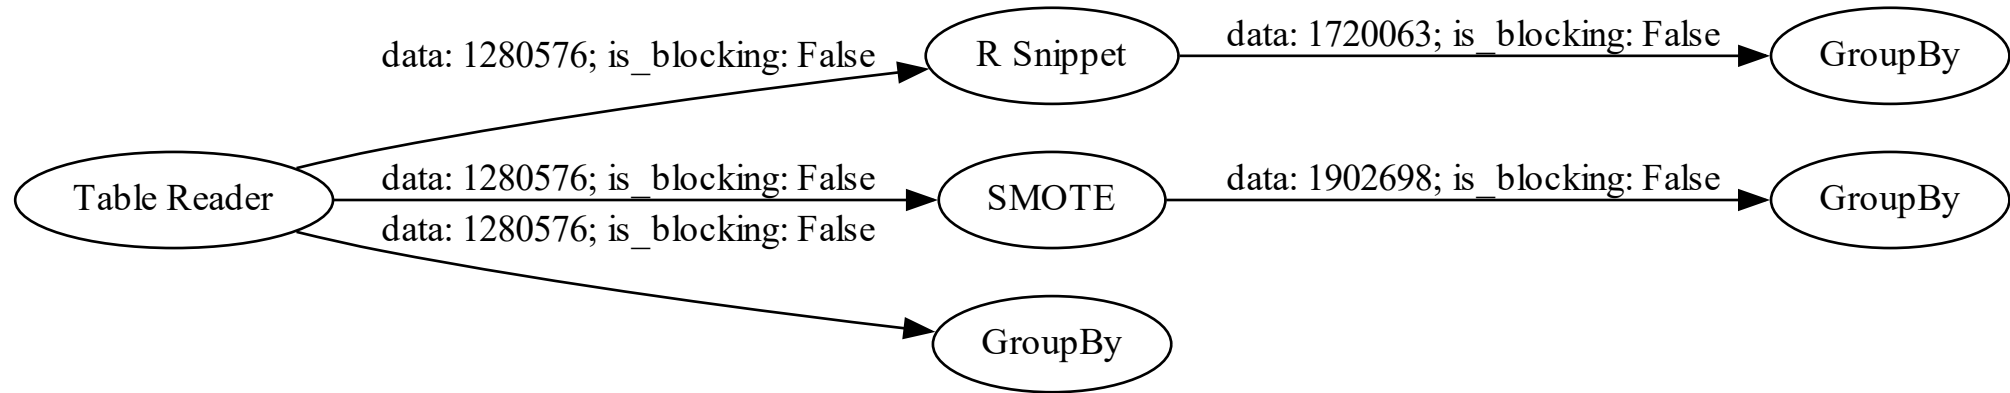 data: 1280576; is_blocking: False
R Snippet
data: 1720063; is_blocking: False
GroupBy
Table Reader
data: 1280576; is_blocking: False
SMOTE
data: 1902698; is_blocking: False
GroupBy
data: 1280576; is_blocking: False
GroupBy